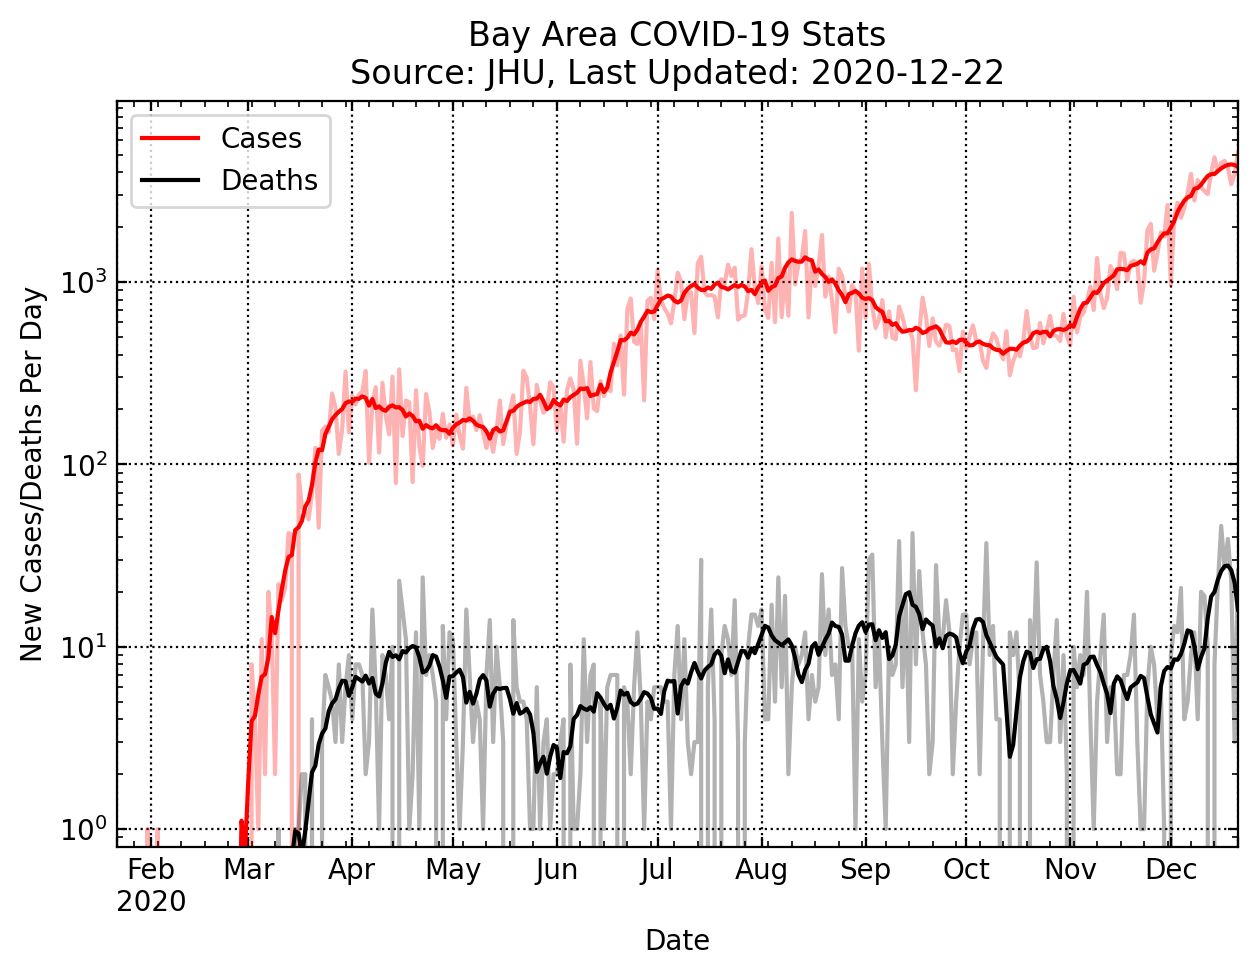 Bay Area COVID-19 Stats
Source: JHU, Last Updated: 2020-12-22
Cases
Deaths
New Cases/Deaths Per Day
10³
10²
10¹
10⁰
Feb Mar Apr May Jun Jul Aug Sep Oct Nov Dec
2020
Date